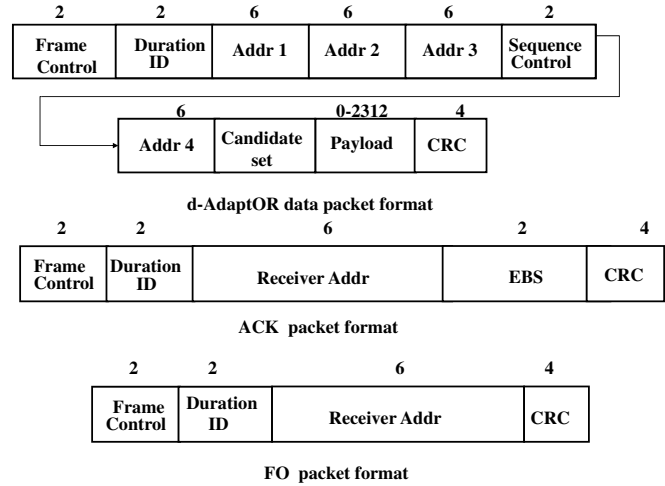 2 2 6 6 6 2
Frame Control Duration ID Addr 1 Addr 2 Addr 3 Sequence Control
6 0-2312 4
Addr 4 Candidate set Payload CRC
d-AdaptOR data packet format
2 2 6 2 4
Frame Control Duration ID Receiver Addr EBS CRC
ACK packet format
2 2 6 4
Frame Control Duration ID Receiver Addr CRC
FO packet format